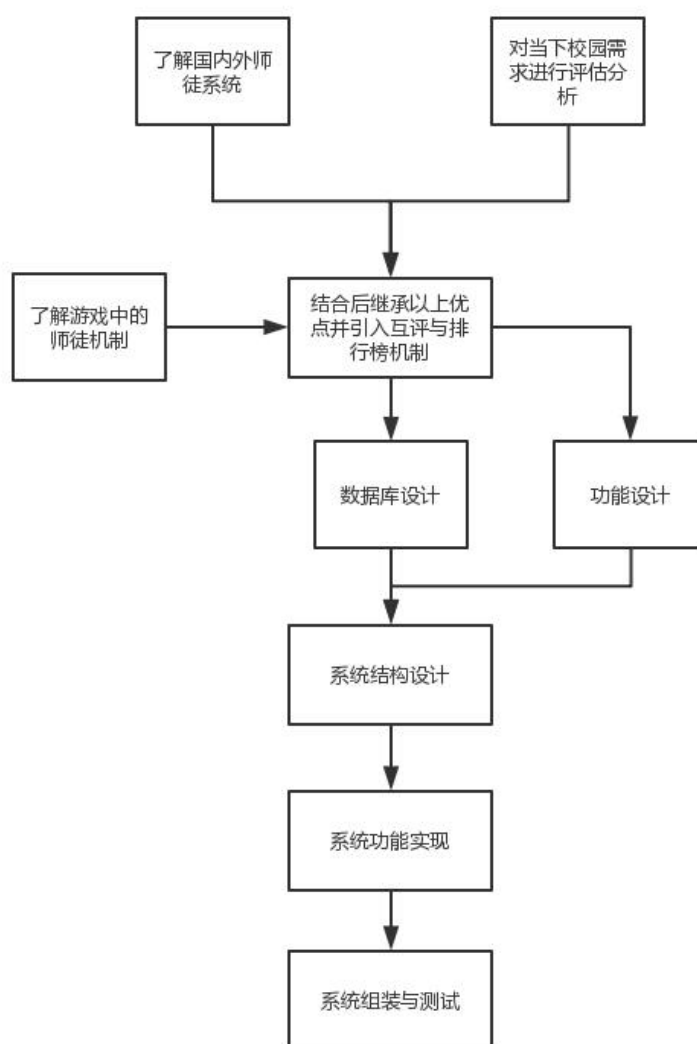 了解国内外师
徒系统
对当下校园需
求进行评估分
析
了解游戏中的
师徒机制
结合后继承以上优
点并引入互评与排
行榜机制
数据库设计
功能设计
系统结构设计
系统功能实现
系统组装与测试